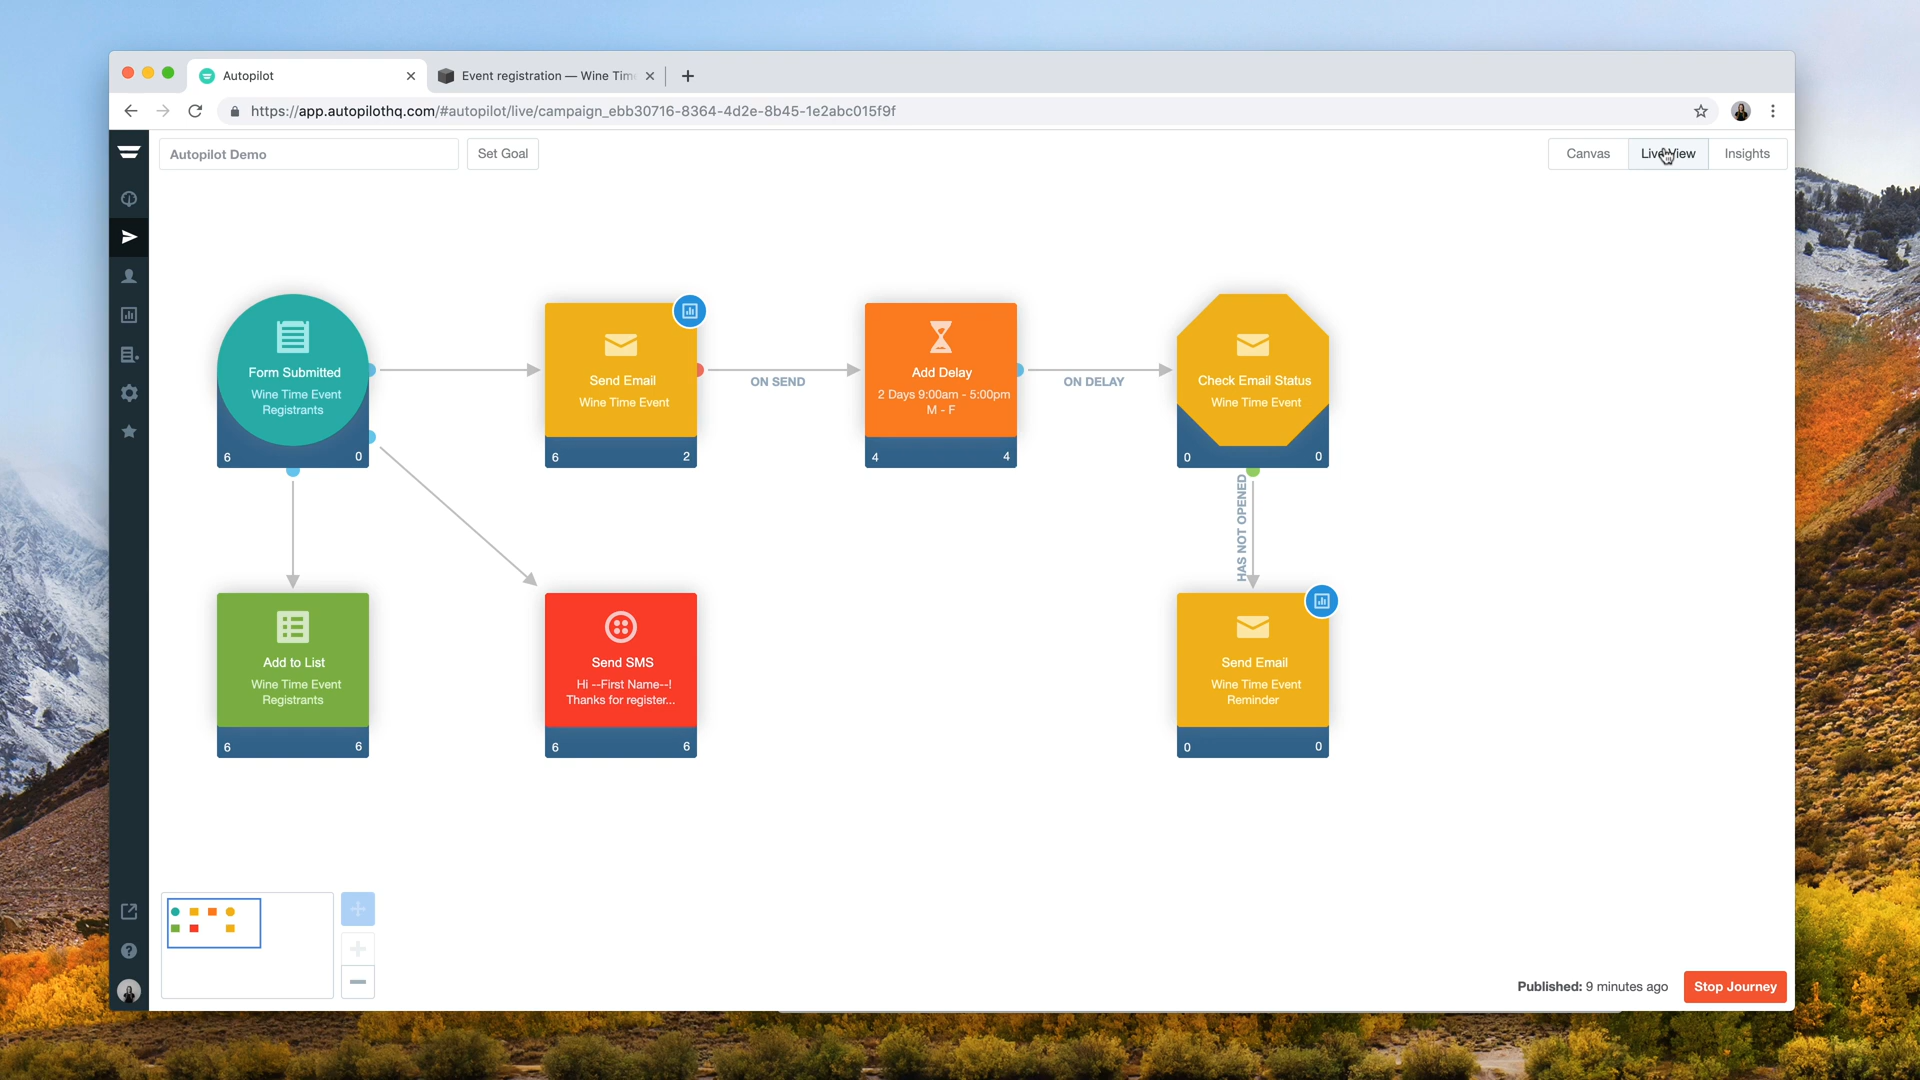 Autopilot
Event registration — Wine Tim
https://app.autopilothq.com/#autopilot/live/campaign_ebb30716-8364-4d2e-8b45-1e2abc015f9f
Autopilot Demo
Set Goal
Canvas
Live View
Insights
Form Submitted
Wine Time Event
Registrants
6
0
Send Email
Wine Time Event
6
2
ON SEND
Add Delay
2 Days 9:00am - 5:00pm
M - F
4
4
ON DELAY
Check Email Status
Wine Time Event
0
0
HAS NOT OPENED
Add to List
Wine Time Event
Registrants
6
6
Send SMS
Hi --First Name--!
Thanks for register...
6
6
Send Email
Wine Time Event
Reminder
0
0
Published: 9 minutes ago
Stop Journey